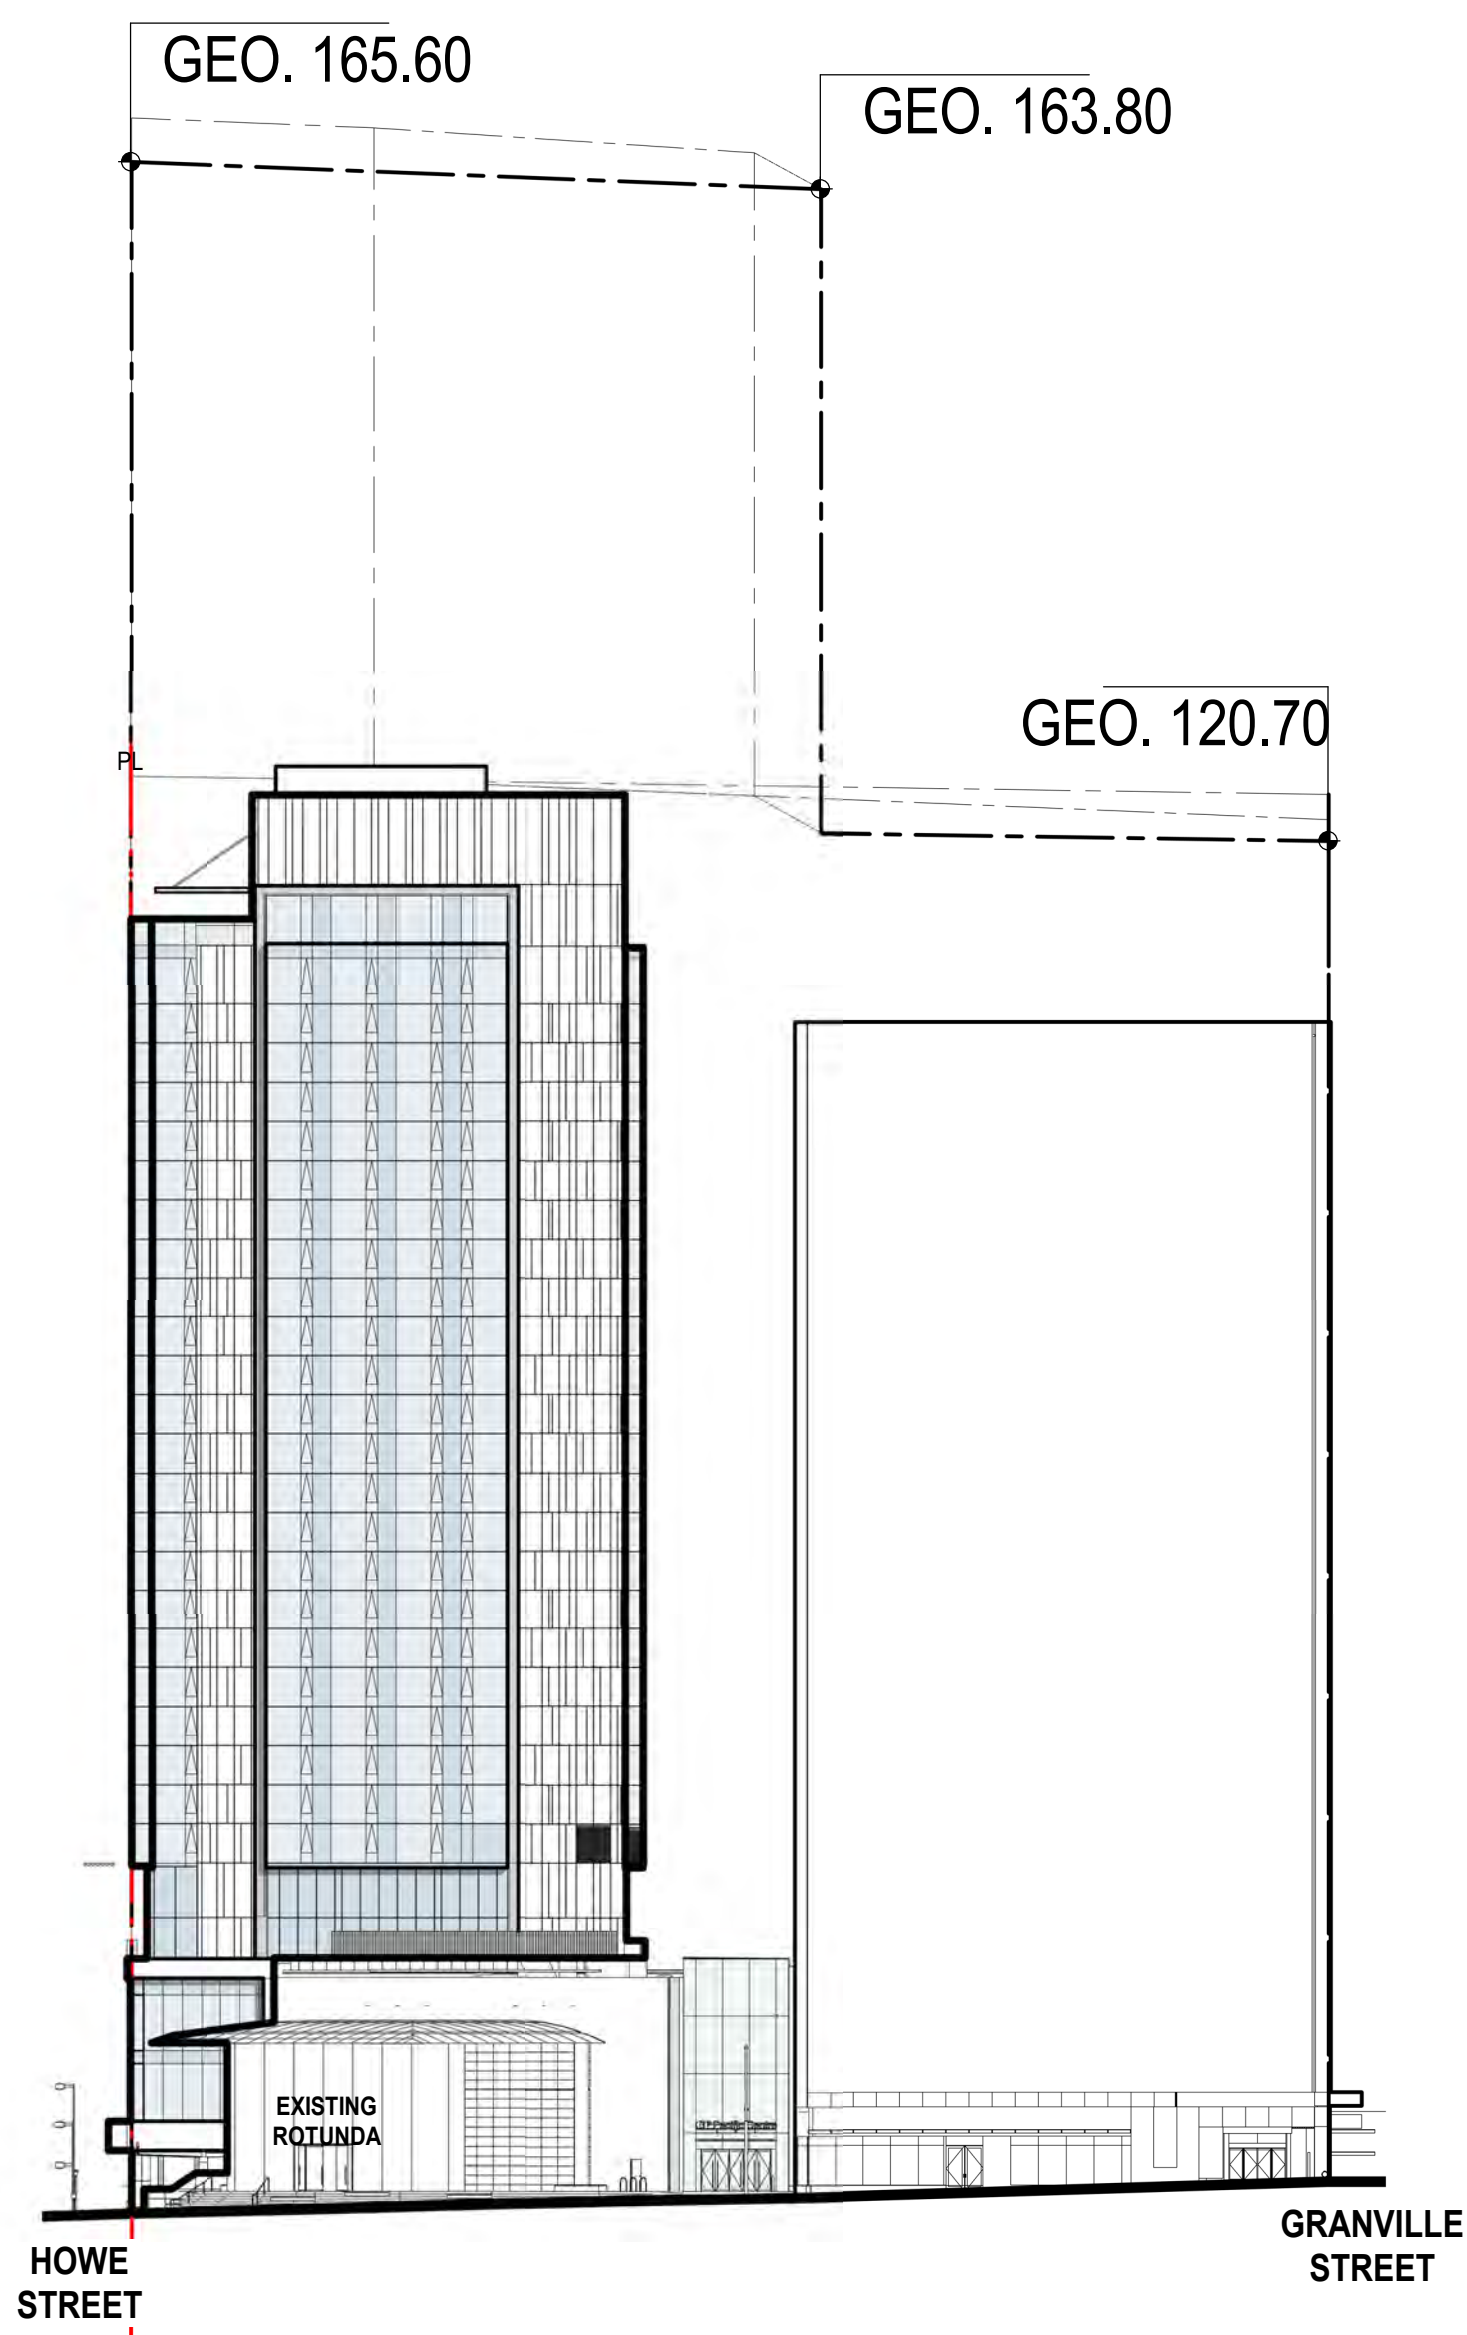 GEO. 165.60
GEO. 163.80
GEO. 120.70
PL
EXISTING
ROTUNDA
GRANVILLE
STREET
HOWE
STREET